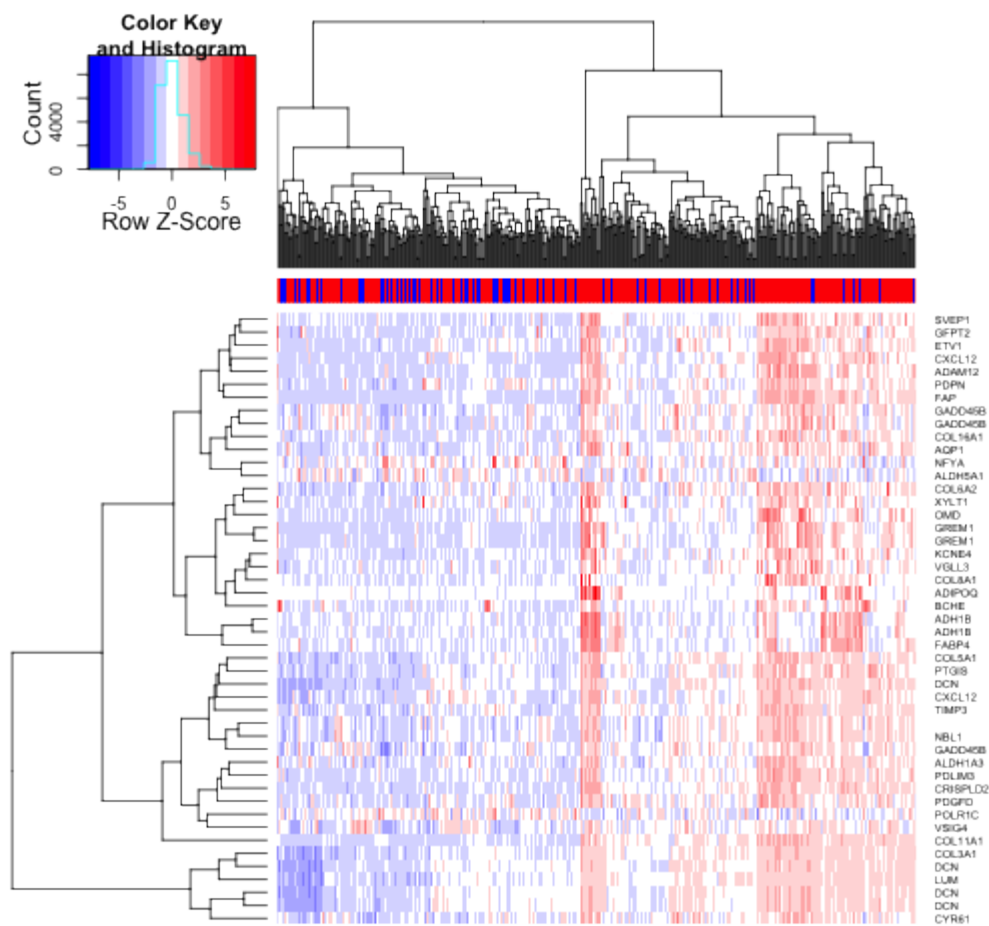 Color Key
and Histogram
Count
0
4000
-5
0
5
Row Z-Score
SVEP1
GFPT2
ETV1
CXCL12
ADAM12
PDPN
FAP
GADD45B
GADD45B
COL16A1
AQP1
NFYA
ALDH5A1
COL6A2
XYLT1
OMD
GREM1
GREM1
KCNE4
VGLL3
COL8A1
ADIPOQ
BCHE
ADH1B
ADH1B
FABP4
COL5A1
PTGIS
DCN
CXCL12
TIMP3
NBL1
GADD45B
ALDH1A3
PDLIM3
CRISPLD2
PDGFD
POLR1C
VSIG4
COL11A1
COL3A1
DCN
LUM
DCN
DCN
CYR61